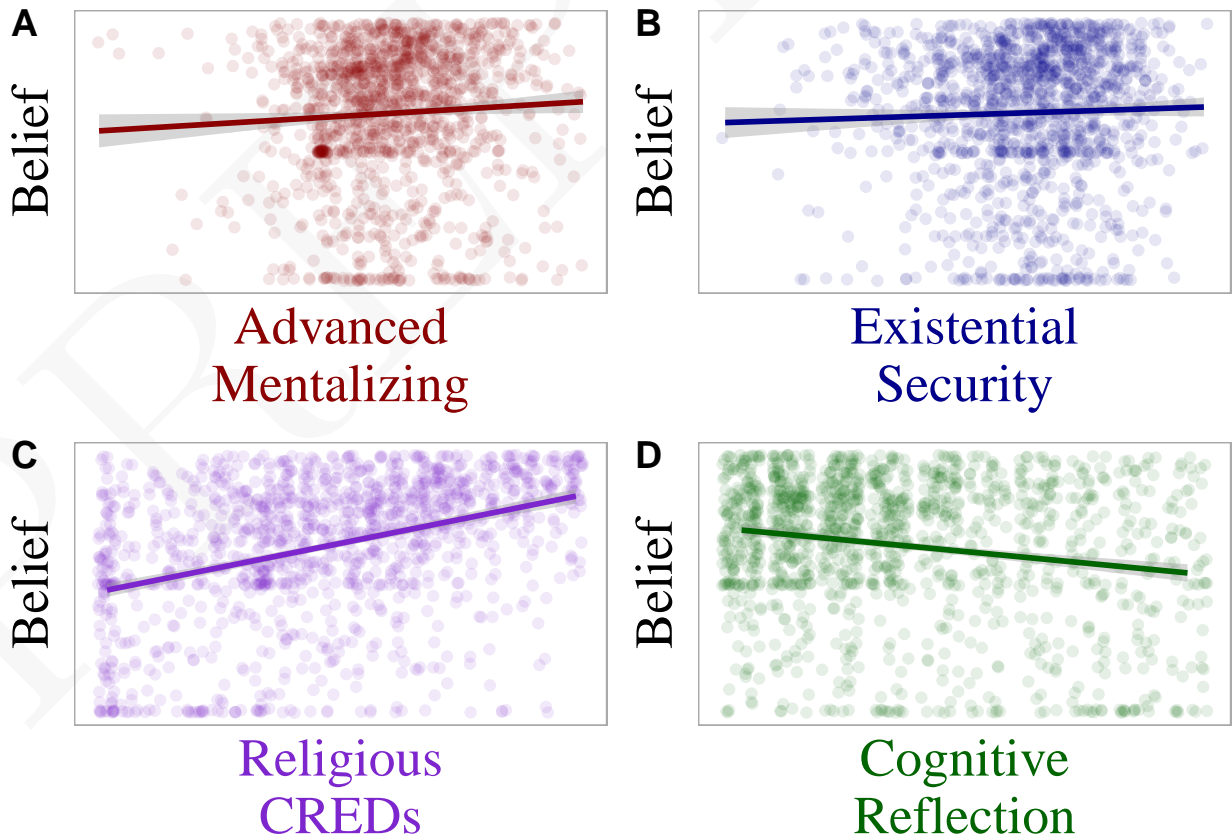 A
Belief
Advanced
Mentalizing
B
Belief
Existential
Security
C
Belief
Religious
CREDs
D
Belief
Cognitive
Reflection